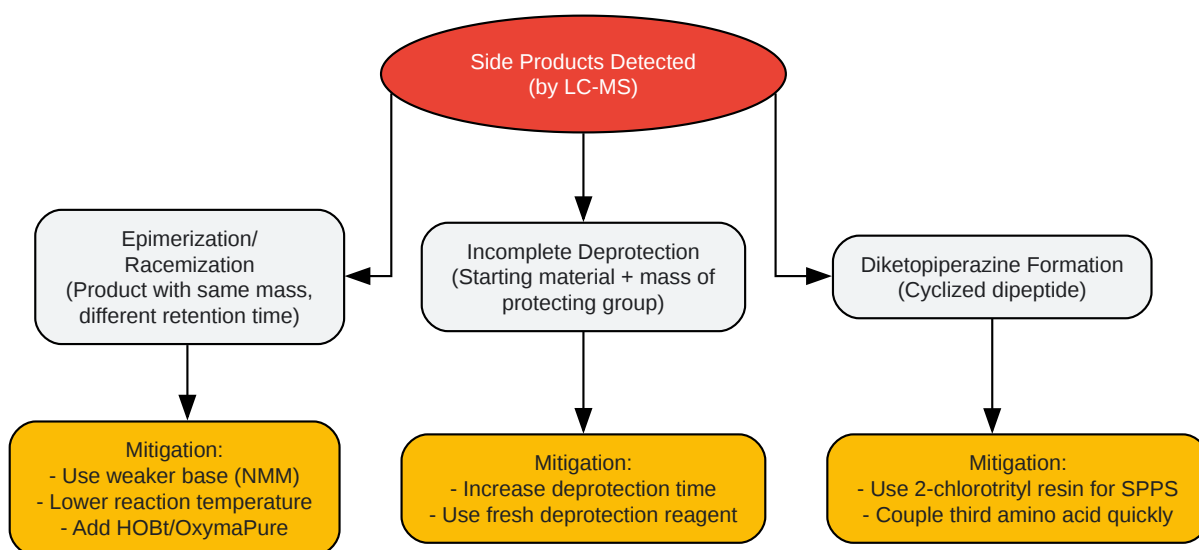 Side Products Detected
(by LC-MS)
Epimerization/
Racemization
(Product with same mass,
different retention time)
Incomplete Deprotection
(Starting material + mass of
protecting group)
Diketopiperazine Formation
(Cyclized dipeptide)
Mitigation:
- Use weaker base (NMM)
- Lower reaction temperature
- Add HOBt/OxymaPure
Mitigation:
- Increase deprotection time
- Use fresh deprotection reagent
Mitigation:
- Use 2-chlorotrityl resin for SPPS
- Couple third amino acid quickly